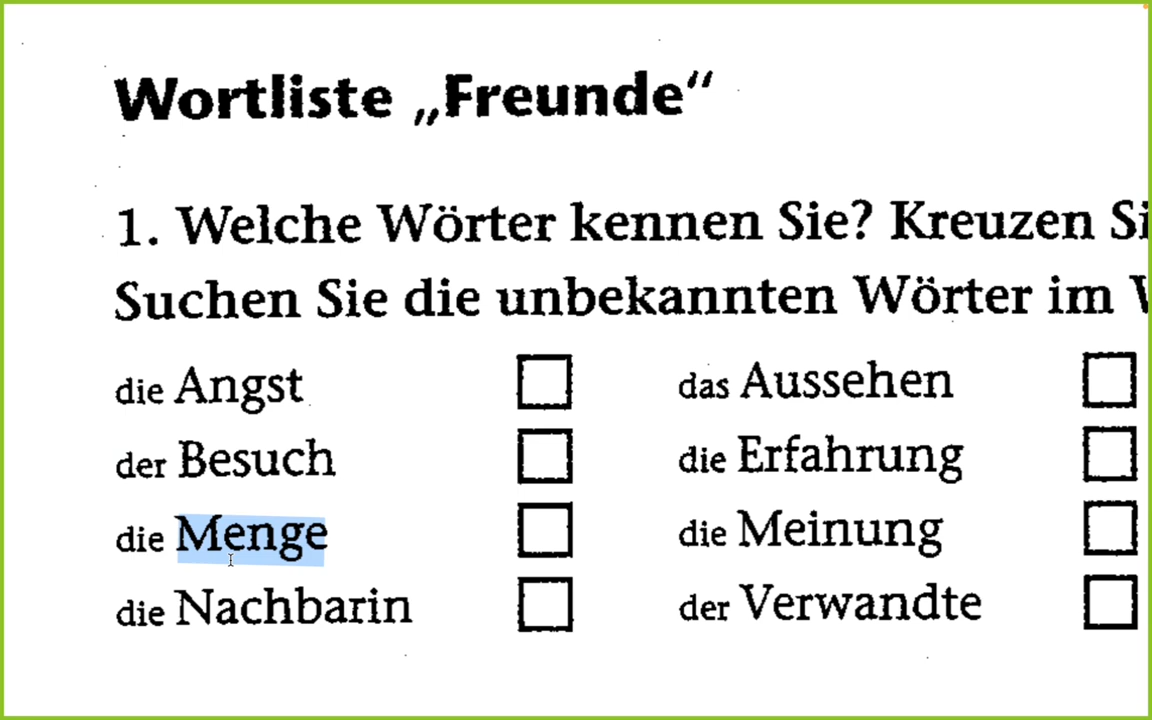 Wortliste „Freunde“
1. Welche Wörter kennen Sie? Kreuzen
Suchen Sie die unbekannten Wörter im
die Angst das Aussehen
der Besuch die Erfahrung
die Menge die Meinung
die Nachbarin der Verwandte